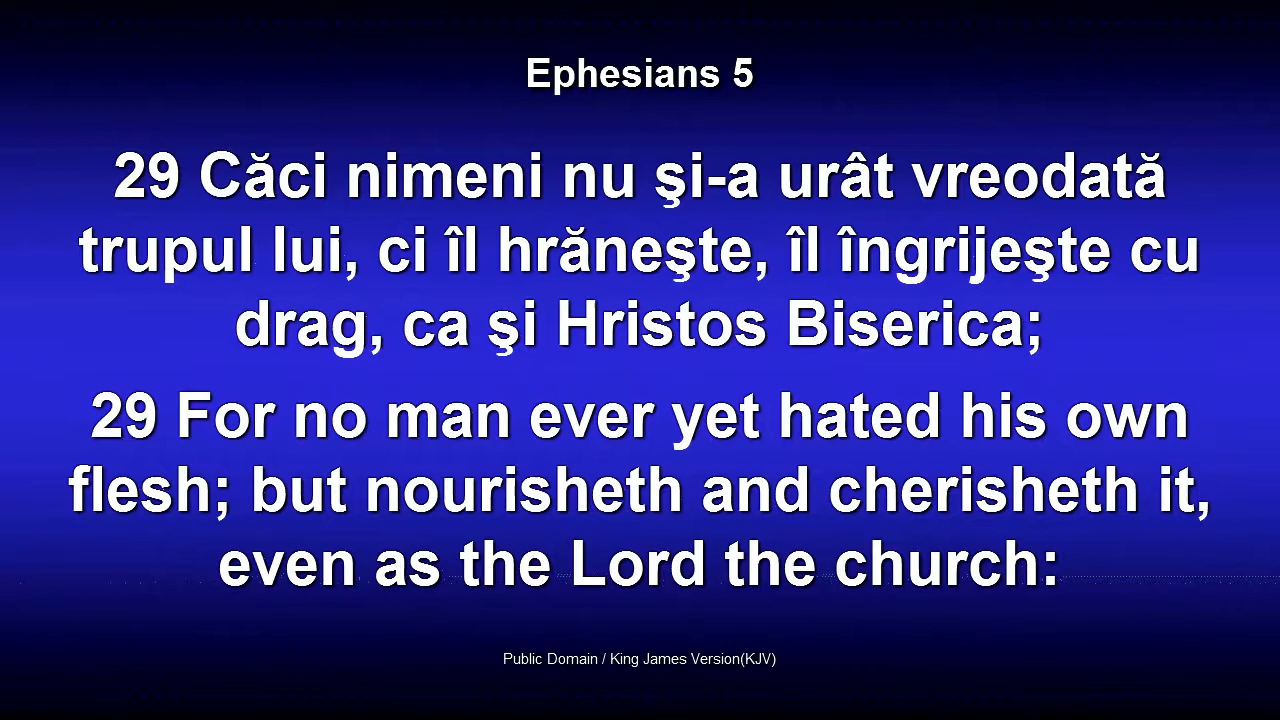 Ephesians 5
29 Căci nimeni nu şi-a urât vreodată
trupul lui, ci îl hrăneşte, îl îngrijeşte cu
drag, ca şi Hristos Biserica;
29 For no man ever yet hated his own
flesh; but nourisheth and cherisheth it,
even as the Lord the church:
Public Domain / King James Version(KJV)